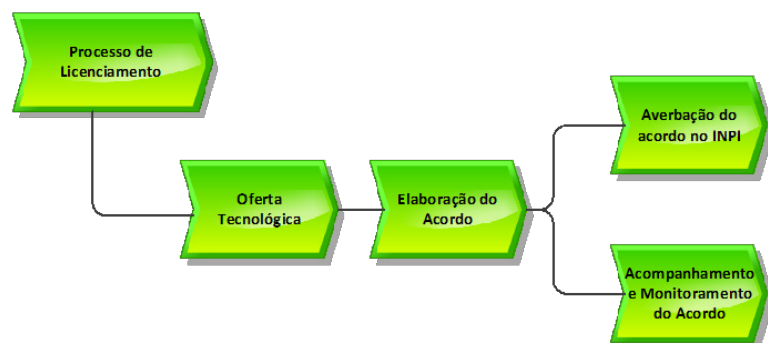 Processo de
Licenciamento
Oferta
Tecnológica
Elaboração do
Acordo
Averbação do
acordo no INPI
Acompanhamento
e Monitoramento
do Acordo